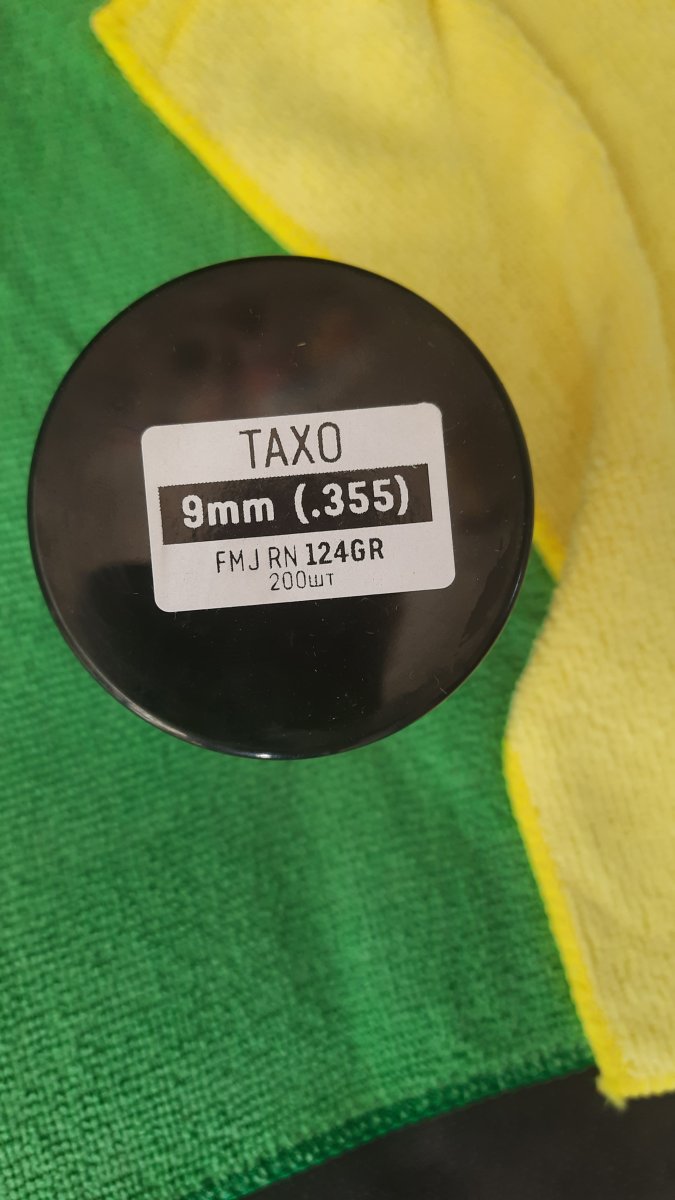 TAXO
9mm (.355)
FMJ RN 124GR
200шт